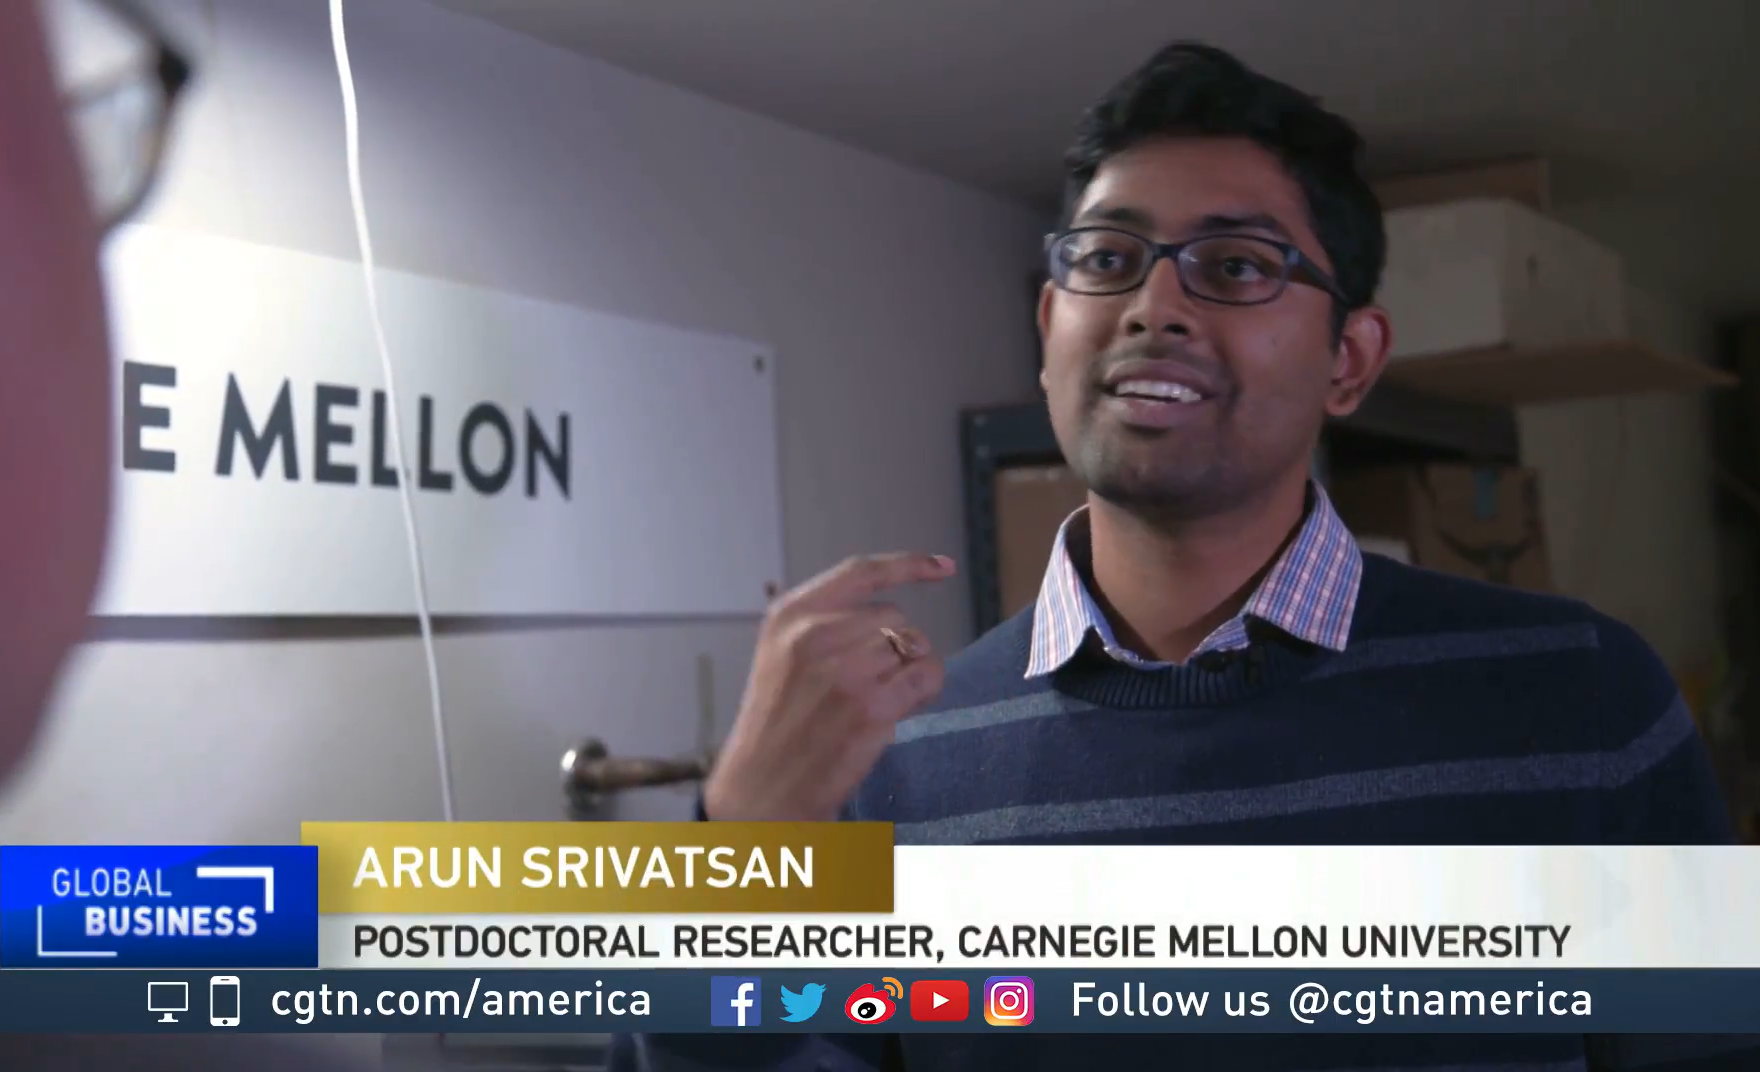 E MELLON
ARUN SRIVATSAN
GLOBAL
BUSINESS
POSTDOCTORAL RESEARCHER, CARNEGIE MELLON UNIVERSITY
cgtn.com/america
Follow us @cgtnamerica